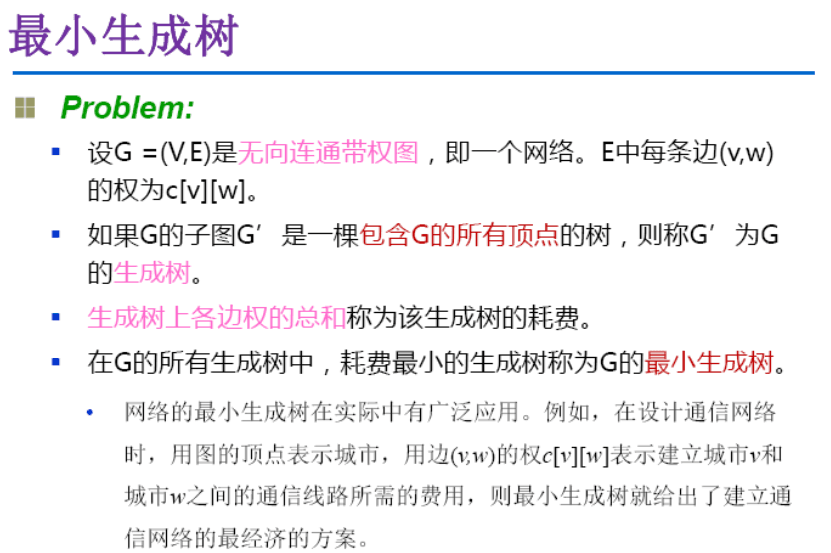 最小生成树
Problem:
设G =(V,E)是无向连通带权图，即一个网络。E中每条边(v,w)
的权为c[v][w]。
如果G的子图G’是一棵包含G的所有顶点的树，则称G’为G
的生成树。
生成树上各边权的总和称为该生成树的耗费。
在G的所有生成树中，耗费最小的生成树称为G的最小生成树。
网络的最小生成树在实际中有广泛应用。例如，在设计通信网络
时，用图的顶点表示城市，用边(v,w)的权c[v][w]表示建立城市v和
城市w之间的通信线路所需的费用，则最小生成树就给出了建立通
信网络的最经济的方案。